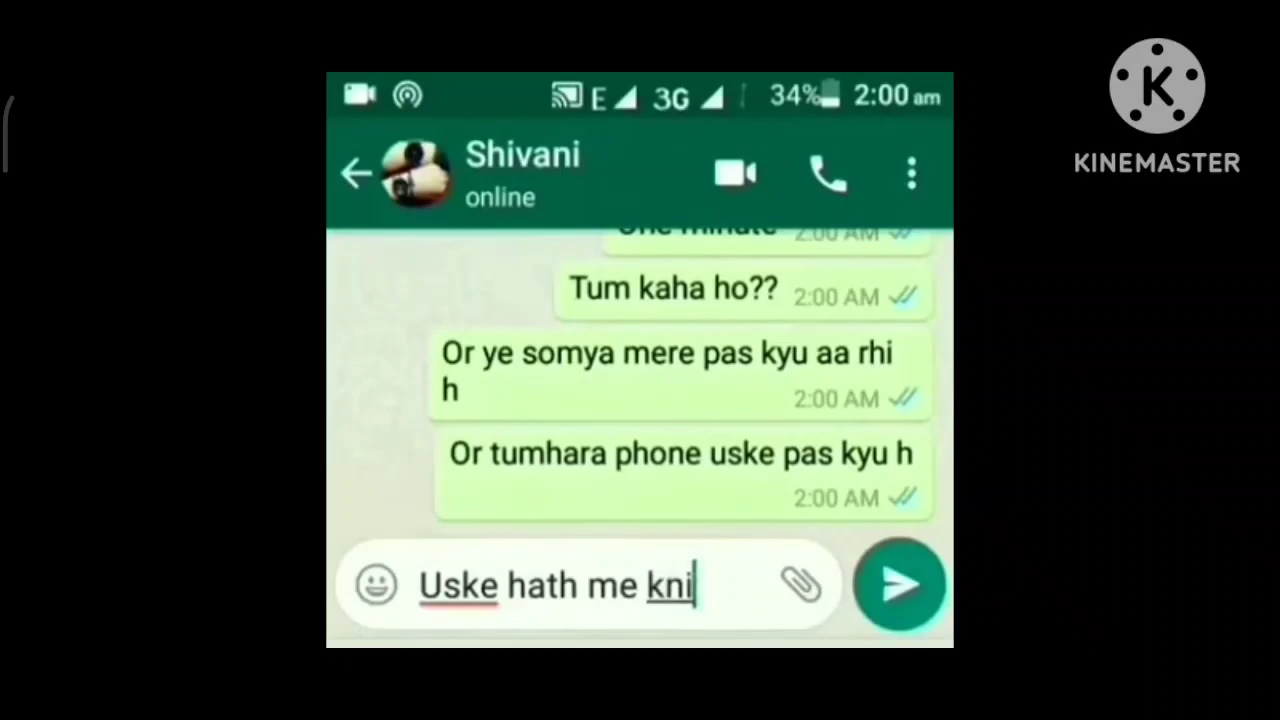 E 3G 34% 2:00 am
Shivani
online
KINEMASTER
One minute 2:00 AM
Tum kaha ho?? 2:00 AM
Or ye somya mere pas kyu aa rhi
h 2:00 AM
Or tumhara phone uske pas kyu h
2:00 AM
Uske hath me kni